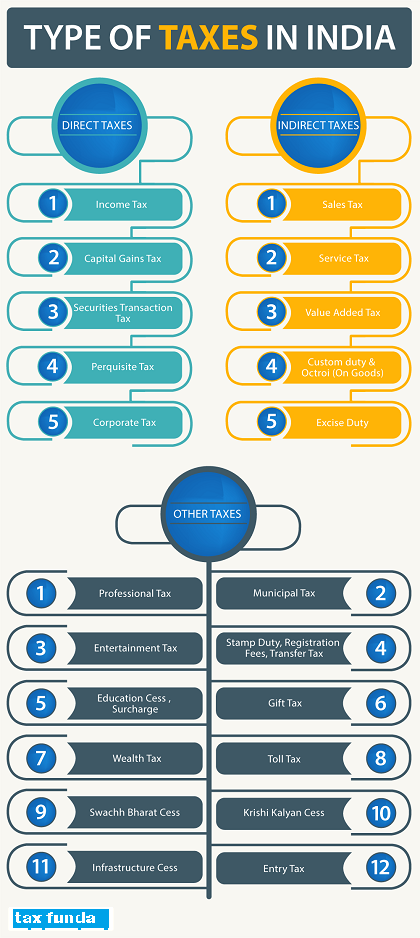 TYPE OF TAXES IN INDIA
DIRECT TAXES
1
Income Tax
2
Capital Gains Tax
3
Securities Transaction
Tax
4
Perquisite Tax
5
Corporate Tax
INDIRECT TAXES
1
Sales Tax
2
Service Tax
3
Value Added Tax
4
Custom duty &
Octroi (On Goods)
5
Excise Duty
OTHER TAXES
1
Professional Tax
Municipal Tax
2
3
Entertainment Tax
Stamp Duty, Registration
Fees, Transfer Tax
4
5
Education Cess ,
Surcharge
Gift Tax
6
7
Wealth Tax
Toll Tax
8
9
Swachh Bharat Cess
Krishi Kalyan Cess
10
11
Infrastructure Cess
Entry Tax
12
tax funda